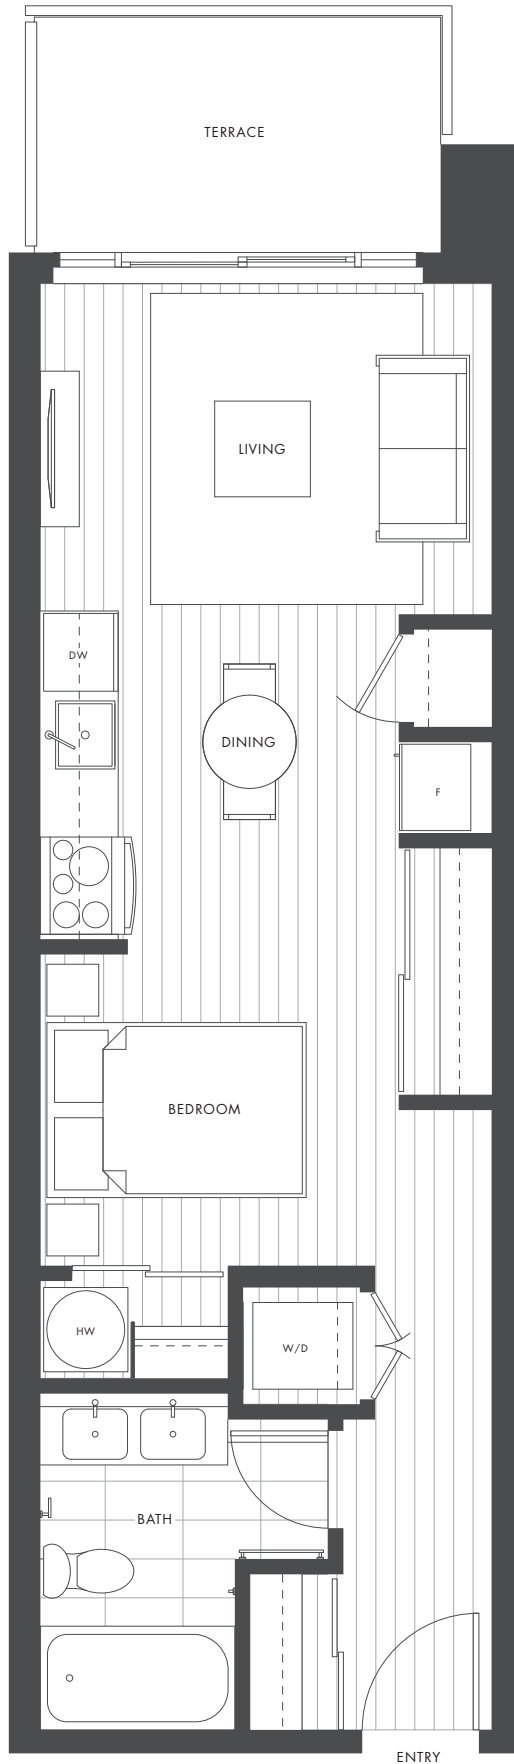 TERRACE
LIVING
DW
DINING
F
BEDROOM
HW
W/D
BATH
ENTRY